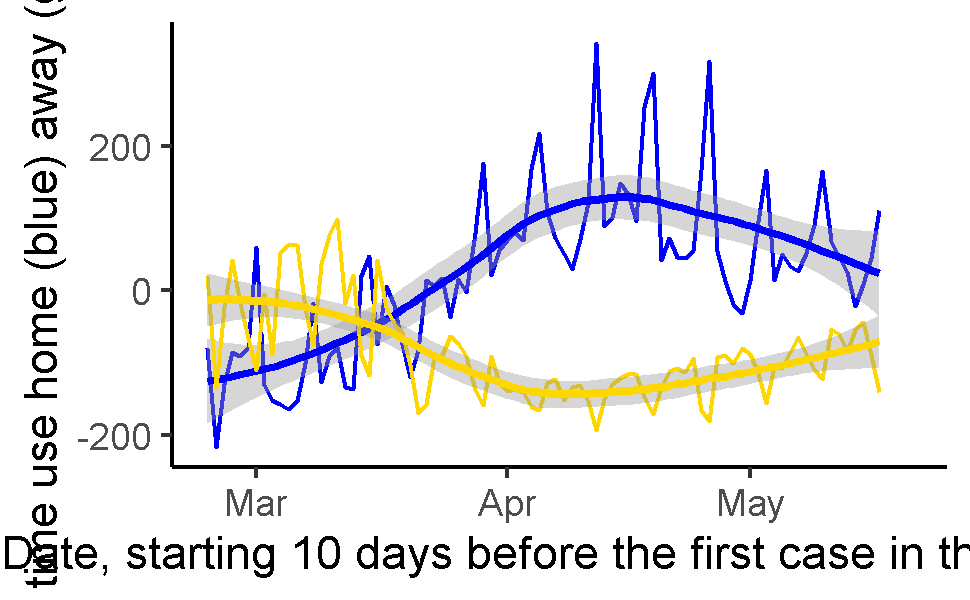 time use home (blue) away (
200
0
-200
Mar Apr May
Date, starting 10 days before the first case in th